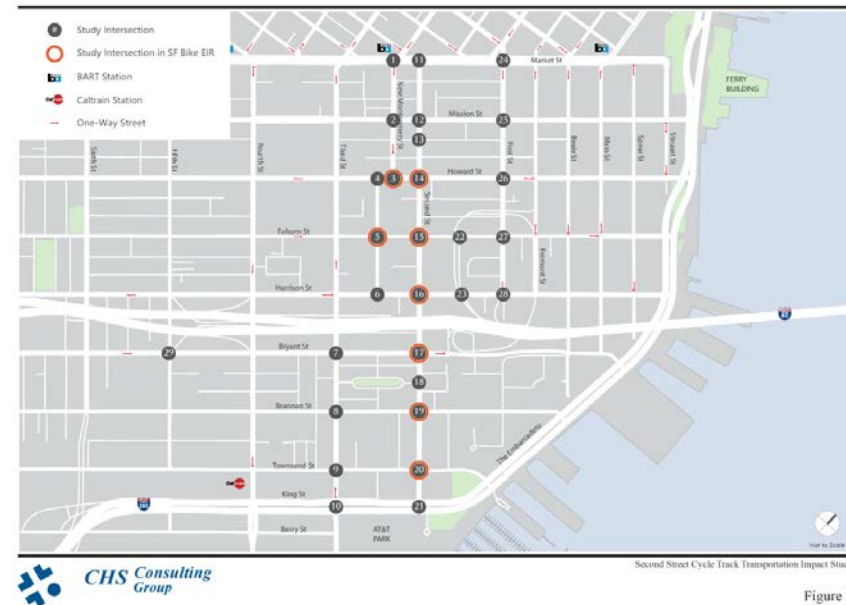 # Study Intersection
Study Intersection in SF Bike EIR
BART Station
Caltrain Station
One-Way Street
1
11
24
Market St
FERRY
BUILDING
New Montgomery St
2
12
Mission St
25
13
Sixth St
Fifth St
Fourth St
Third St
First St
Beale St
Main St
Spear St
Steuart St
4
3
14
Howard St
26
Second St
Folsom St
5
15
22
27
Fremont St
Harrison St
6
16
23
28
80
Bryant St
29
7
17
18
Brannan St
8
19
The Embarcadero
Townsend St
9
20
King St
280
10
21
Berry St
AT&T
PARK
Not to Scale
CHS Consulting
Group
Second Street Cycle Track Transportation Impact Stud
Figure